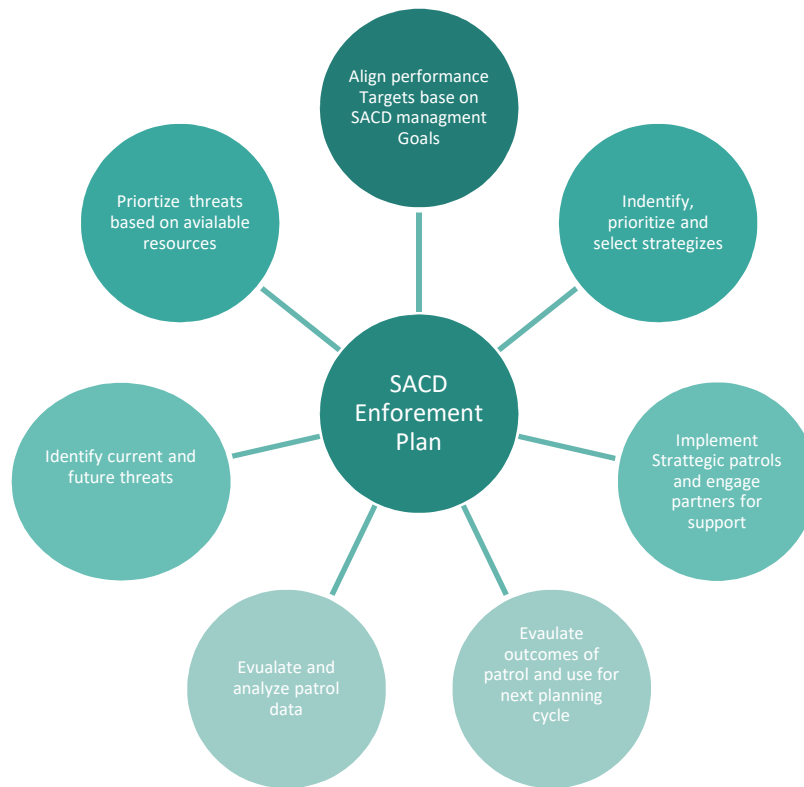 Align performance
Targets base on
SACD managment
Goals
Indentify,
prioritize and
select strategizes
Implement
Strattegic patrols
and engage
partners for
support
Evaulate
outcomes of
patrol and use for
next planning
cycle
Evualate and
analyze patrol
data
Identify current and
future threats
Priortize threats
based on avialable
resources
SACD
Enforement
Plan